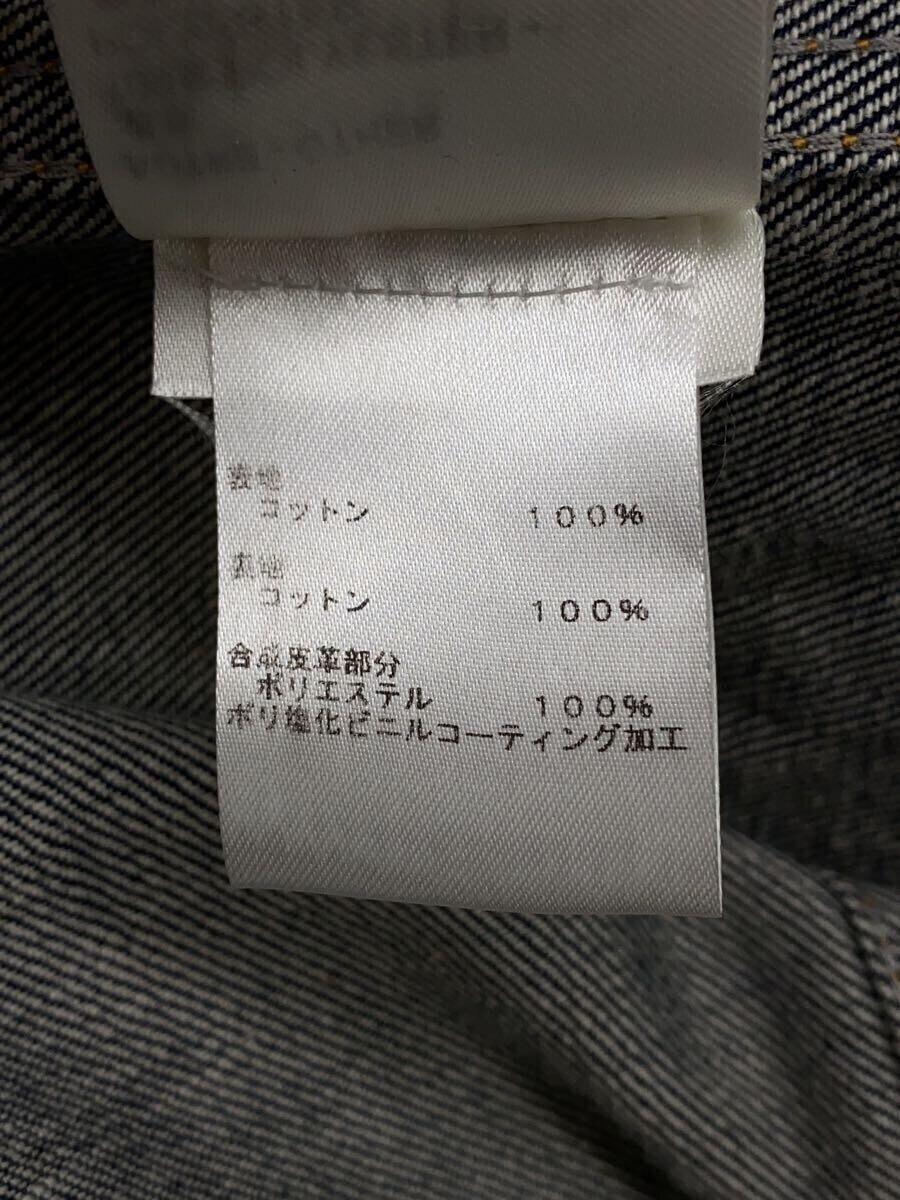 表地
コットン 100%
表地
コットン 100%
合成皮革部分
ポリエステル 100%
ポリ塩化ビニルコーティング加工